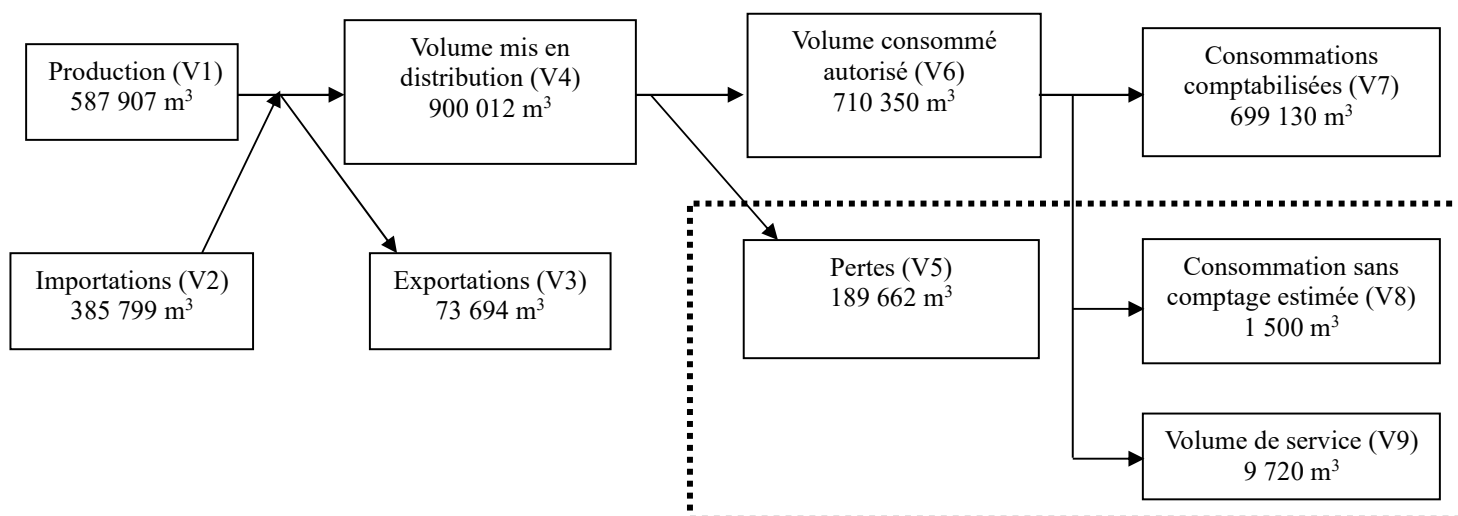 Production (V1)
587 907 m³
Volume mis en
distribution (V4)
900 012 m³
Volume consommé
autorisé (V6)
710 350 m³
Consommations
comptabilisées (V7)
699 130 m³
Importations (V2)
385 799 m³
Exportations (V3)
73 694 m³
Pertes (V5)
189 662 m³
Consommation sans
comptage estimée (V8)
1 500 m³
Volume de service (V9)
9 720 m³